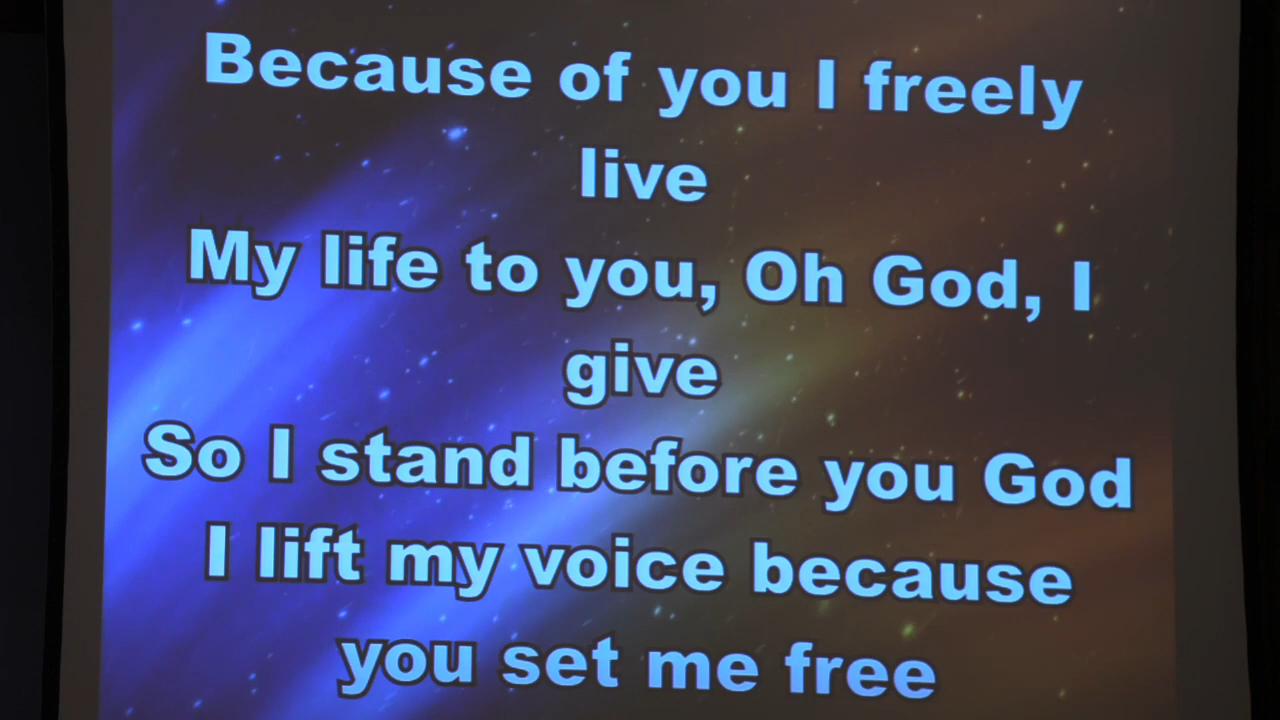 Because of you I freely
live
My life to you, Oh God, I
give
So I stand before you God
I lift my voice because
you set me free